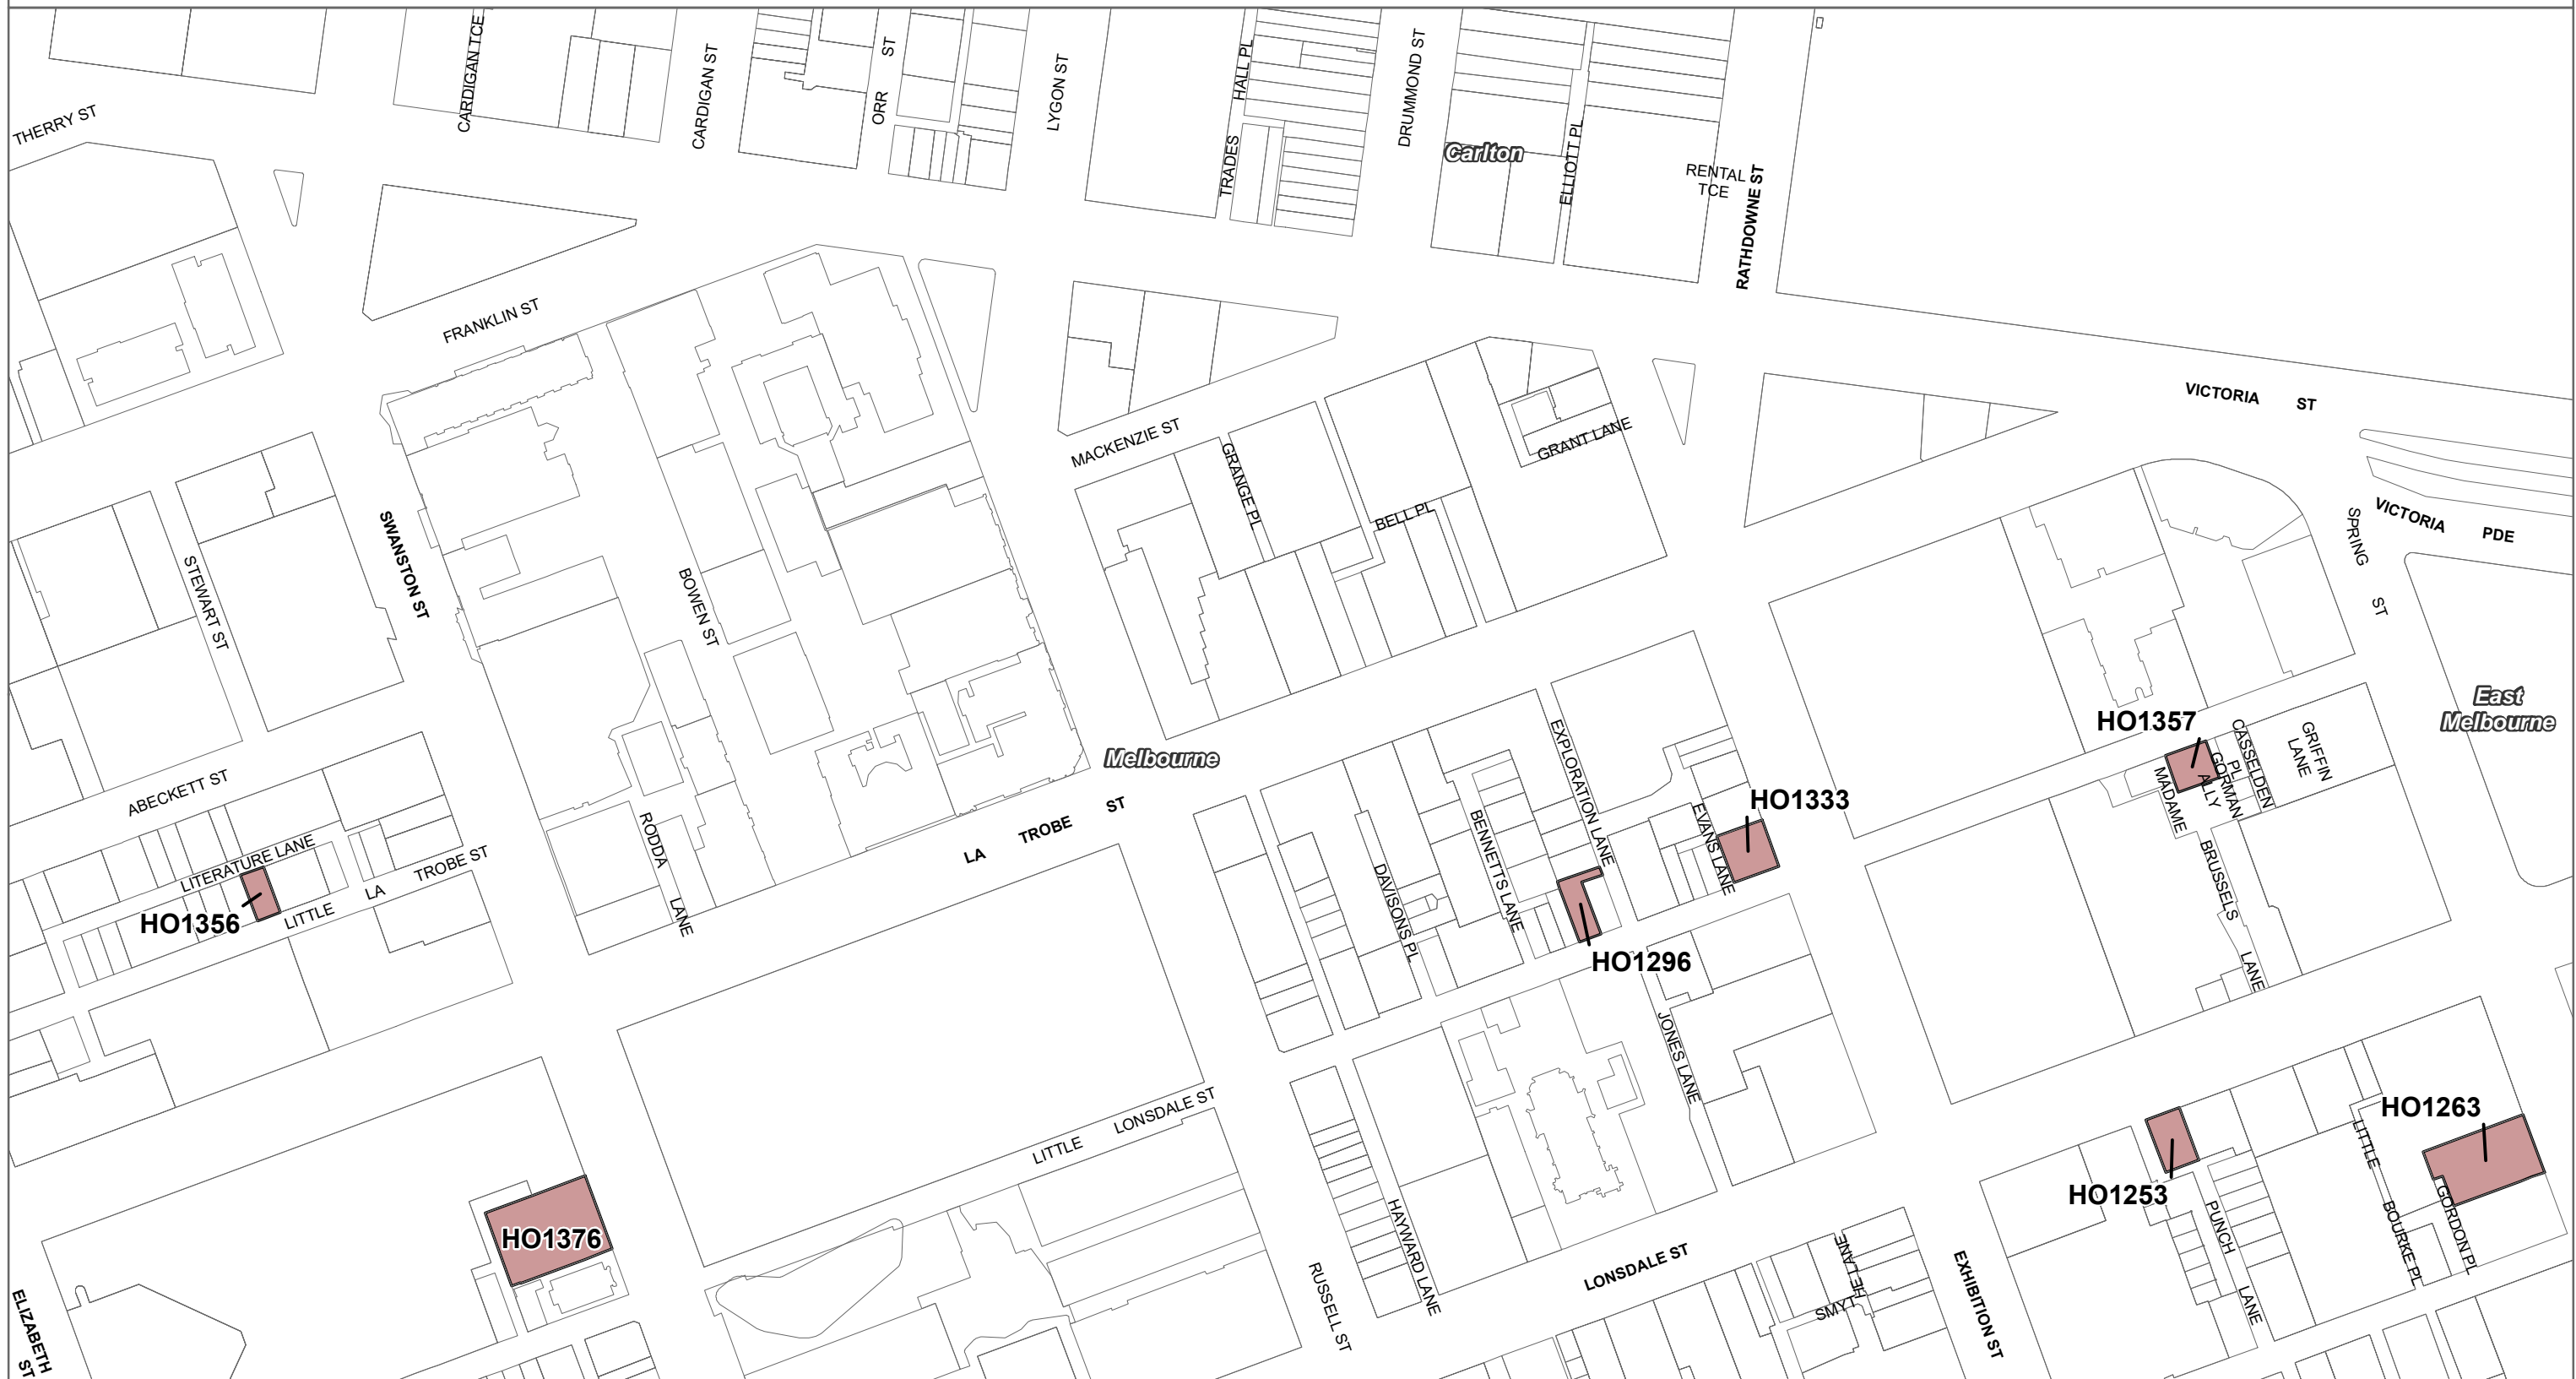 THERRY ST
CARDIGAN TCE
CARDIGAN ST
ORR ST
LYGON ST
TRADES HALL PL
DRUMMOND ST
Carlton
ELLIOTT PL
RENTAL
TCE
RATHDOWNE ST
FRANKLIN ST
VICTORIA ST
MACKENZIE ST
GRANGE PL
BELL PL
GRANT LANE
SPRING ST
VICTORIA PDE
STEWART ST
SWANSTON ST
BOWEN ST
East
Melbourne
HO1357
Melbourne
EXPLORATION LANE
CASSELDEN
PL
GRIFFIN
LANE
GORMAN
ALLY
MADAME
BRUSSELS
LANE
ABECKETT ST
HO1333
EVANS LANE
BENNETTS LANE
DAVISONS PL
RODDA LANE
LA TROBE ST
LITERATURE LANE
LITTLE LA TROBE ST
HO1356
HO1296
JONES LANE
LITTLE LONSDALE ST
HO1263
HO1253
LITTLE BOURKE PL
GORDON PL
PUNCH LANE
HO1376
HAYWARD LANE
RUSSELL ST
LONSDALE ST
SMYTHE LANE
EXHIBITION ST
ELIZABETH
ST